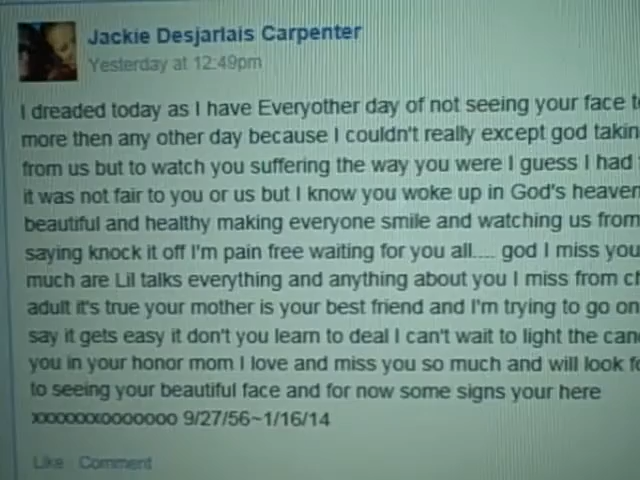 Jackie Desjarlais Carpenter
Yesterday at 12:49pm
I dreaded today as I have Everyother day of not seeing your face
more then any other day because I couldn't really except god takin
from us but to watch you suffering the way you were I guess I had
it was not fair to you or us but I know you woke up in God's heaven
beautiful and healthy making everyone smile and watching us from
saying knock it off I'm pain free waiting for you all.... god I miss you
much are Lil talks everything and anything about you I miss from
adult it's true your mother is your best friend and I'm trying to go on
say it gets easy it don't you learn to deal I can't wait to light the
you in your honor mom I love and miss you so much and will look
to seeing your beautiful face and for now some signs your here
xxxxxxxooooooo 9/27/56~1/16/14
Like Comment